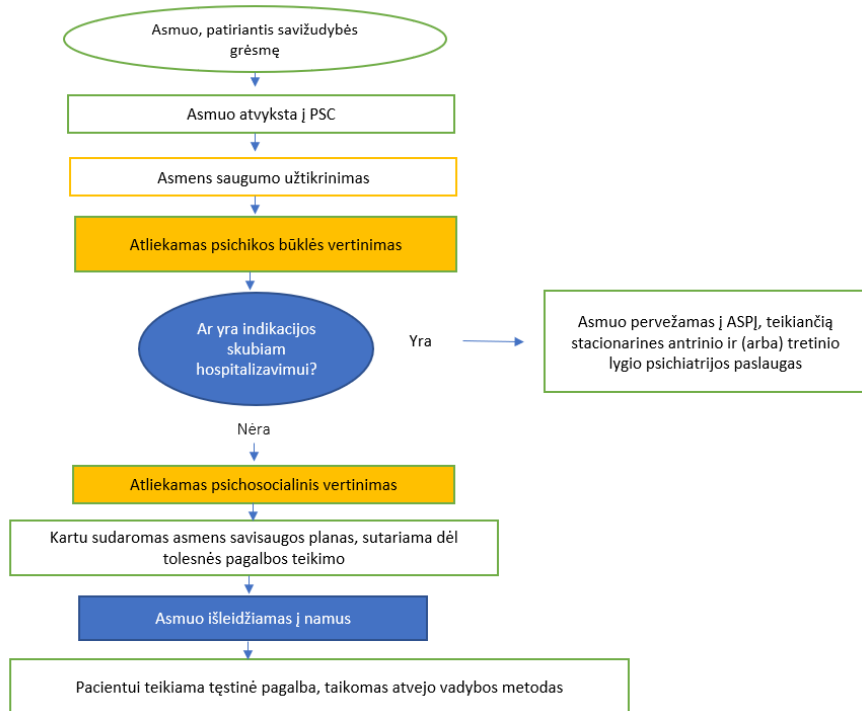 Asmuo, patiriantis savižudybės
grėsmę
Asmuo atvyksta į PSC
Asmens saugumo užtikrinimas
Atliekamas psichikos būklės vertinimas
Ar yra indikacijos
skubiam
hospitalizavimui?
Yra
Asmuo pervežamas į ASPĮ, teikiančią
stacionarines antrinio ir (arba) tretinio
lygio psichiatrijos paslaugas
Nėra
Atliekamas psichosocialinis vertinimas
Kartu sudaromas asmens savisaugos planas, sutariama dėl
tolesnės pagalbos teikimo
Asmuo išleidžiamas į namus
Pacientui teikiama tęstinė pagalba, taikomas atvejo vadybos metodas